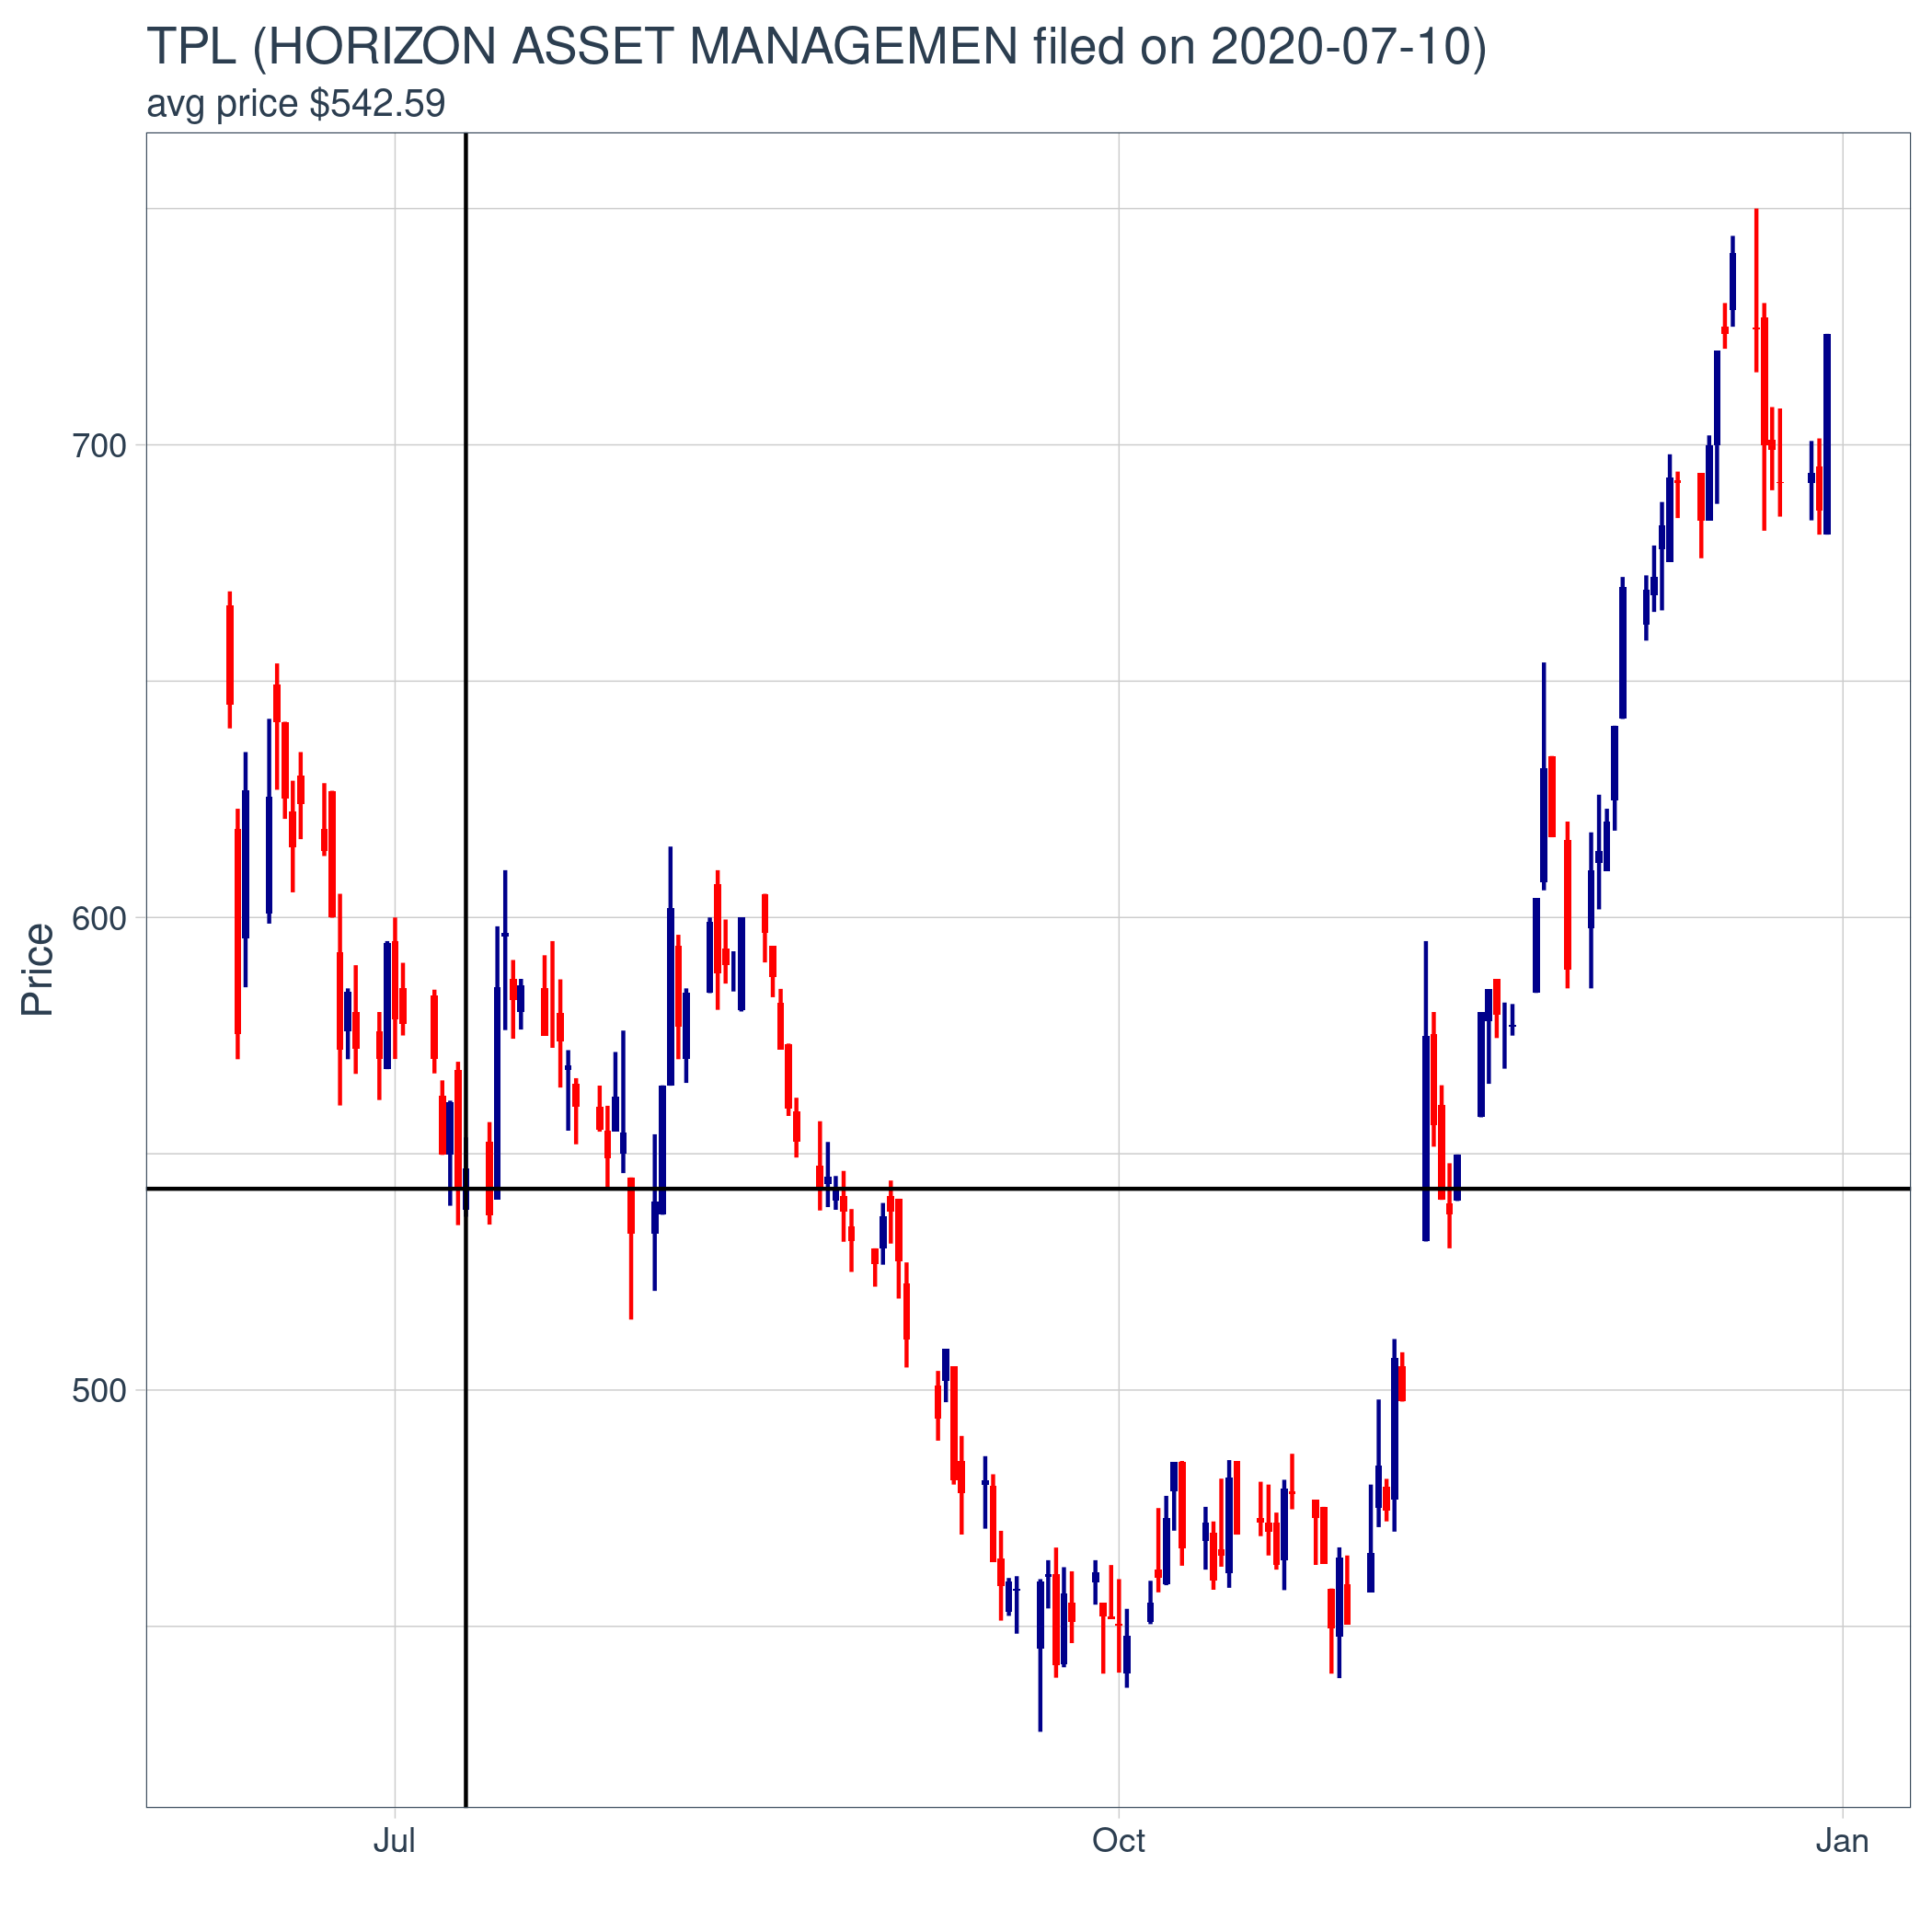 TPL (HORIZON ASSET MANAGEMEN filed on 2020-07-10)
avg price $542.59
700
600
500
Price
Jul
Oct
Jan